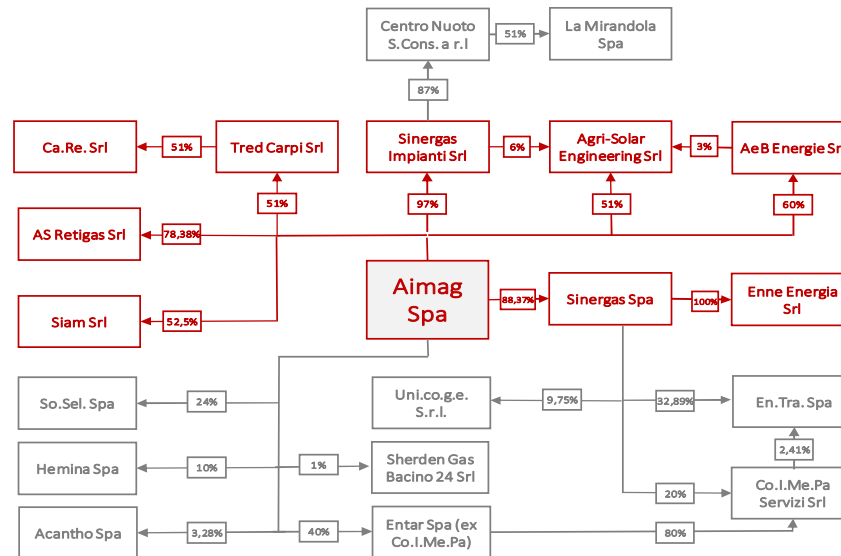 Centro Nuoto
S.Cons. a r.l
51%
La Mirandola
Spa
87%
Ca.Re. Srl
51%
Tred Carpi Srl
Sinergas
Impianti Srl
6%
Agri-Solar
Engineering Srl
3%
AeB Energie Srl
51%
97%
51%
60%
AS Retigas Srl
78,38%
Aimag
Spa
88,37%
Sinergas Spa
100%
Enne Energia
Srl
Siam Srl
52,5%
So.Sel. Spa
24%
Uni.co.g.e.
S.r.l.
9,75%
32,89%
En.Tra. Spa
2,41%
Hemina Spa
10%
1%
Sherden Gas
Bacino 24 Srl
20%
Co.I.Me.Pa
Servizi Srl
Acantho Spa
3,28%
40%
Entar Spa (ex
Co.I.Me.Pa)
80%